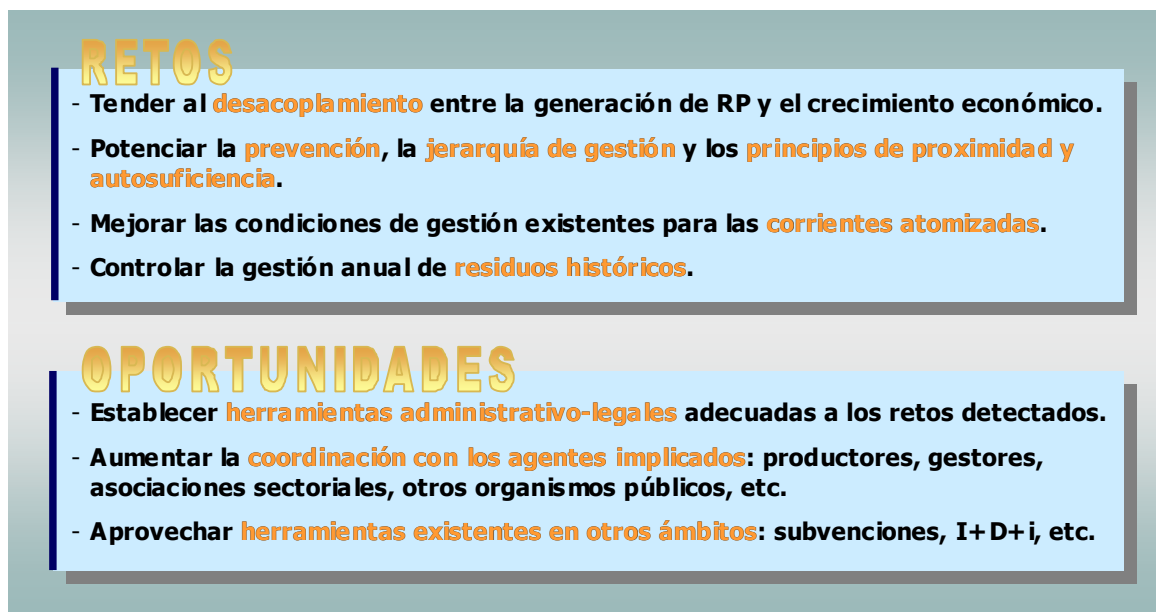 RETOS
- Tender al desacoplamiento entre la generación de RP y el crecimiento económico.
- Potenciar la prevención, la jerarquía de gestión y los principios de proximidad y
autosuficiencia.
- Mejorar las condiciones de gestión existentes para las corrientes atomizadas.
- Controlar la gestión anual de residuos históricos.
OPORTUNIDADES
- Establecer herramientas administrativo-legales adecuadas a los retos detectados.
- Aumentar la coordinación con los agentes implicados: productores, gestores,
asociaciones sectoriales, otros organismos públicos, etc.
- Aprovechar herramientas existentes en otros ámbitos: subvenciones, I+D+i, etc.